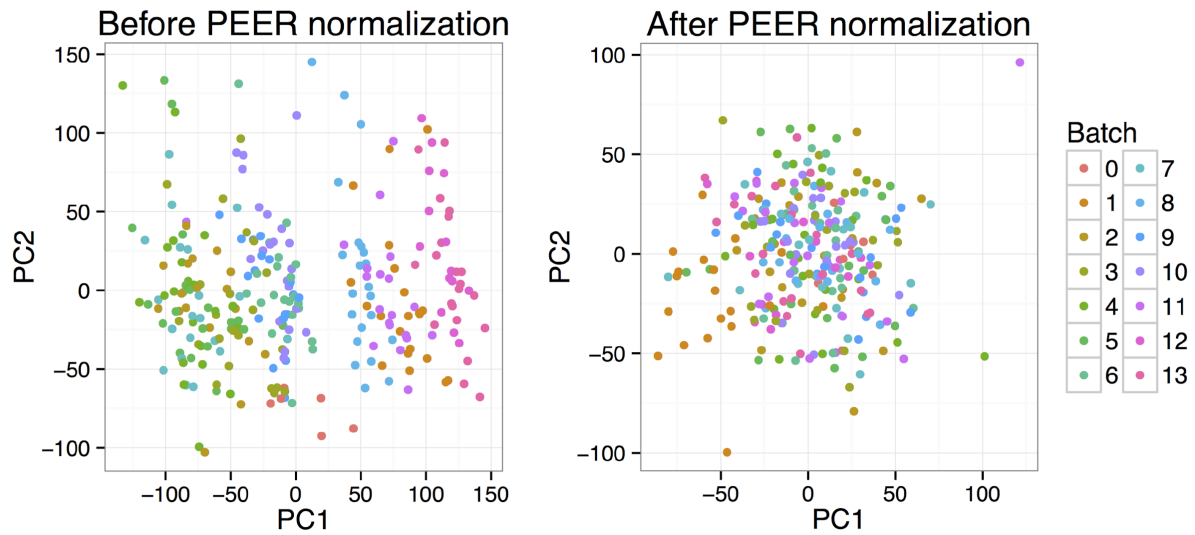 Before PEER normalization
150
100
50
0
−50
−100
PC2
−100 −50 0 50 100 150
PC1
After PEER normalization
100
50
0
−50
−100
PC2
−50 0 50 100
PC1
Batch
0 7
1 8
2 9
3 10
4 11
5 12
6 13